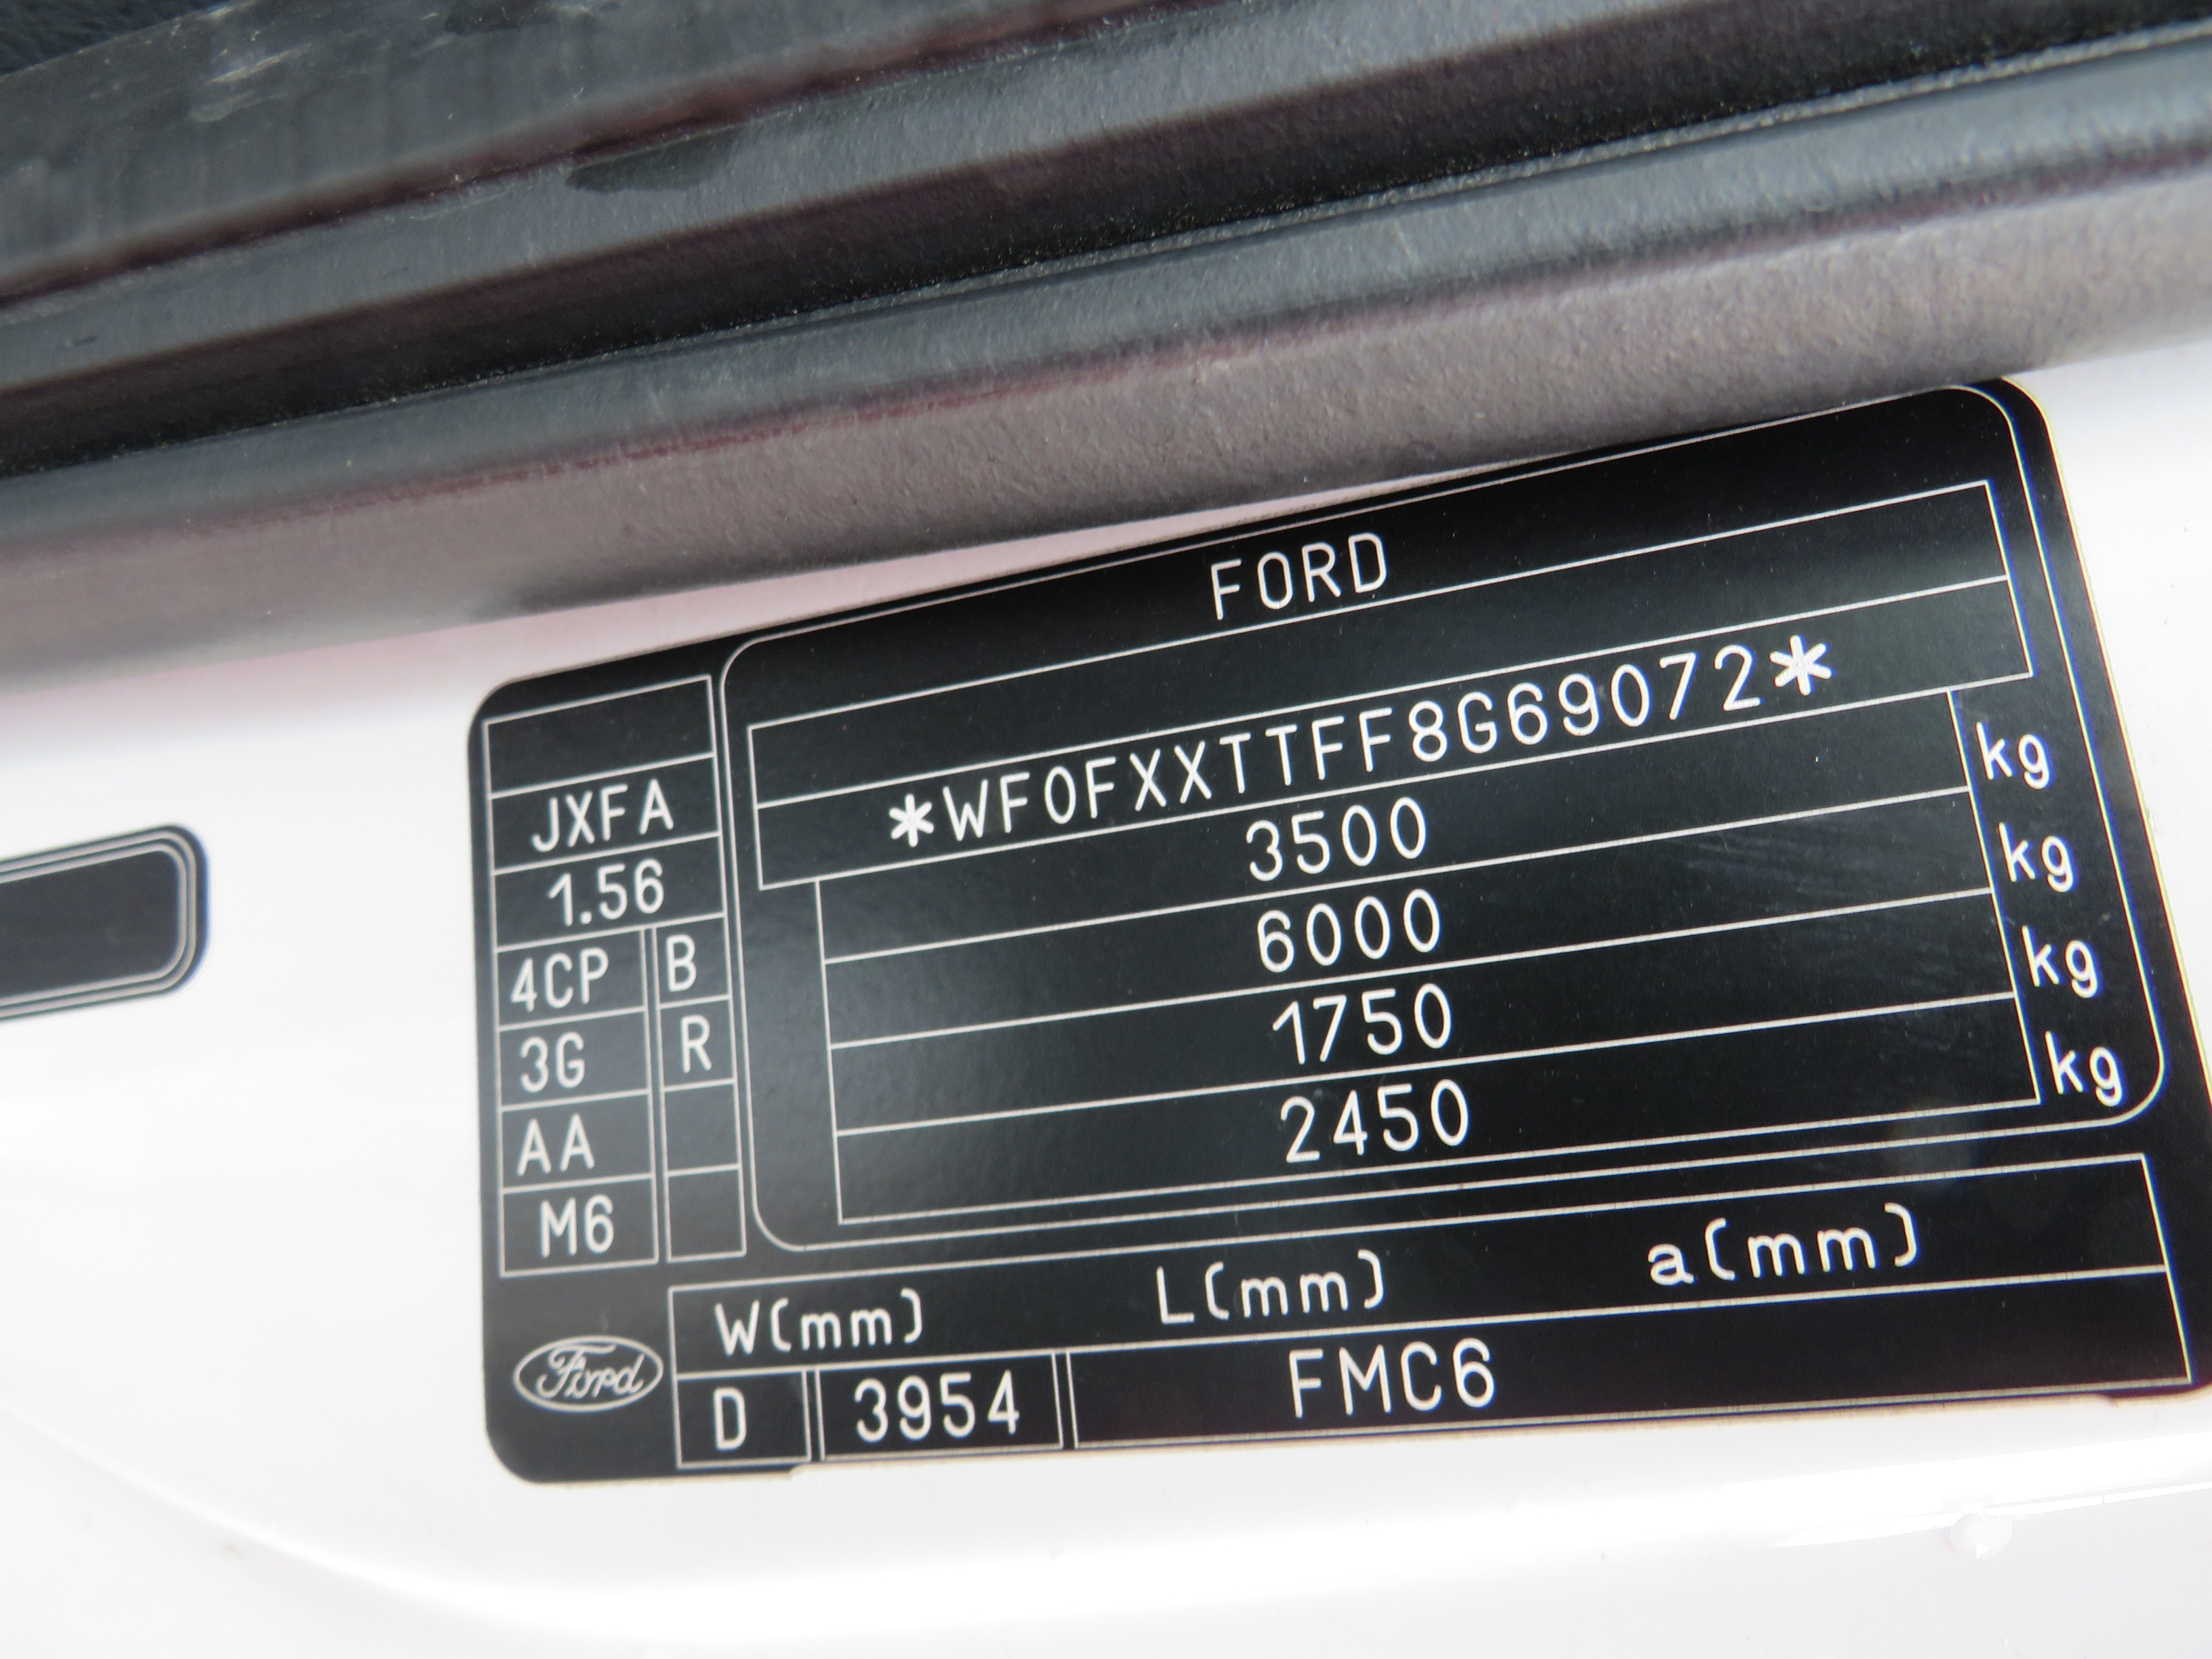 FORD
*WF0FXXTTFF8G69072*
3500 kg
6000 kg
1750 kg
2450 kg
JXFA
1.56
4CP B
3G R
AA
M6
W(mm) L(mm) a(mm)
Ford
D 3954 FMC6